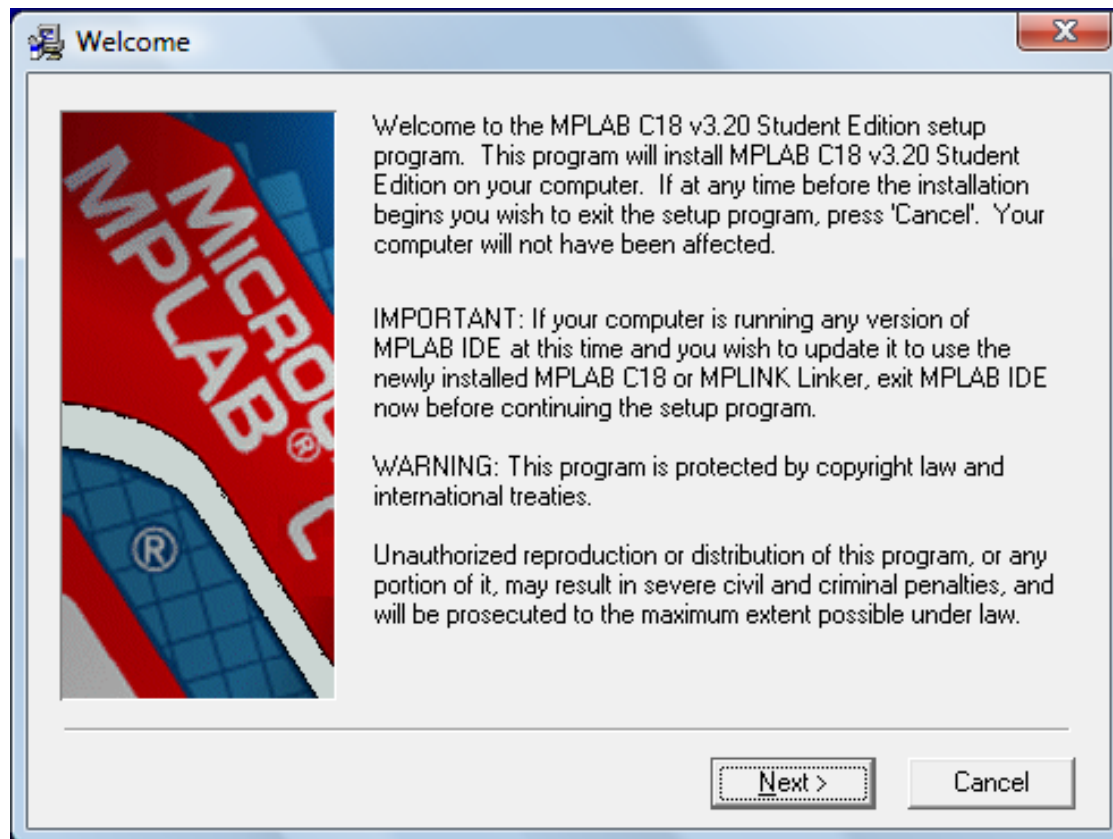 Welcome
MICRO
MPLAB® C
®
Welcome to the MPLAB C18 v3.20 Student Edition setup
program.  This program will install MPLAB C18 v3.20 Student
Edition on your computer.  If at any time before the installation
begins you wish to exit the setup program, press 'Cancel'.  Your
computer will not have been affected.
IMPORTANT: If your computer is running any version of
MPLAB IDE at this time and you wish to update it to use the
newly installed MPLAB C18 or MPLINK Linker, exit MPLAB IDE
now before continuing the setup program.
WARNING: This program is protected by copyright law and
international treaties.
Unauthorized reproduction or distribution of this program, or any
portion of it, may result in severe civil and criminal penalties, and
will be prosecuted to the maximum extent possible under law.
Next >
Cancel